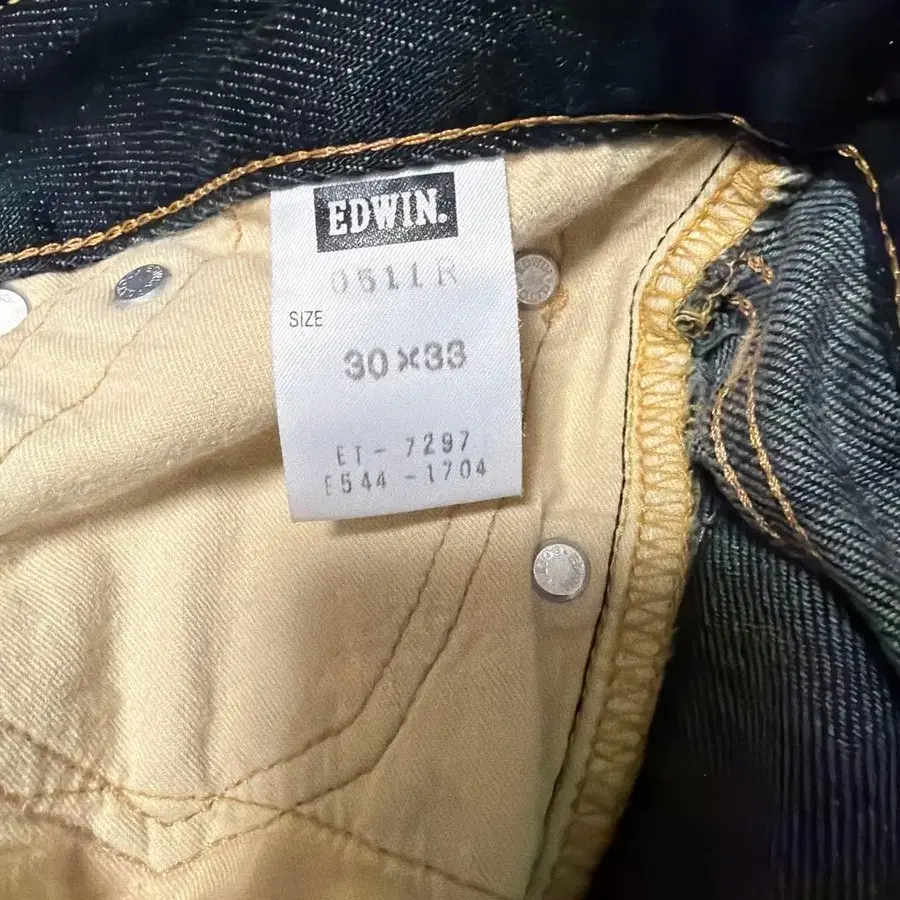 EDWIN.
0511R
SIZE
30×33
ET- 7297
E544 -1704